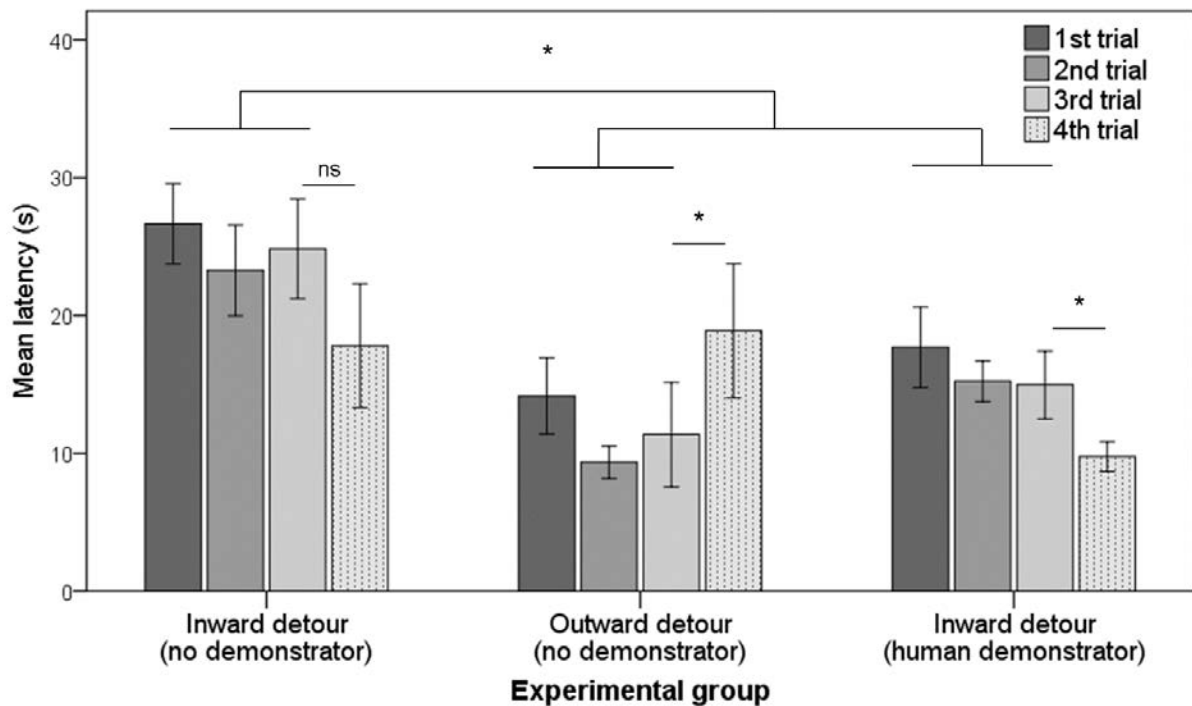 40
30
20
10
0
Mean latency (s)
*
ns
*
*
1st trial
2nd trial
3rd trial
4th trial
Inward detour
(no demonstrator)
Outward detour
(no demonstrator)
Inward detour
(human demonstrator)
Experimental group